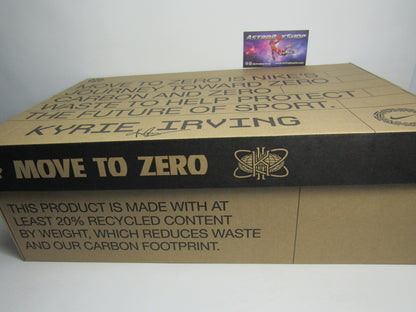 ASTROBOXSHOP
MOVE TO ZERO IS NIKE'S
JOURNEY TOWARD ZERO
CARBON AND ZERO
WASTE TO HELP PROTECT
THE FUTURE OF SPORT.
KYRIE IRVING
MOVE TO ZERO
THIS PRODUCT IS MADE WITH AT
LEAST 20% RECYCLED CONTENT
BY WEIGHT, WHICH REDUCES WASTE
AND OUR CARBON FOOTPRINT.